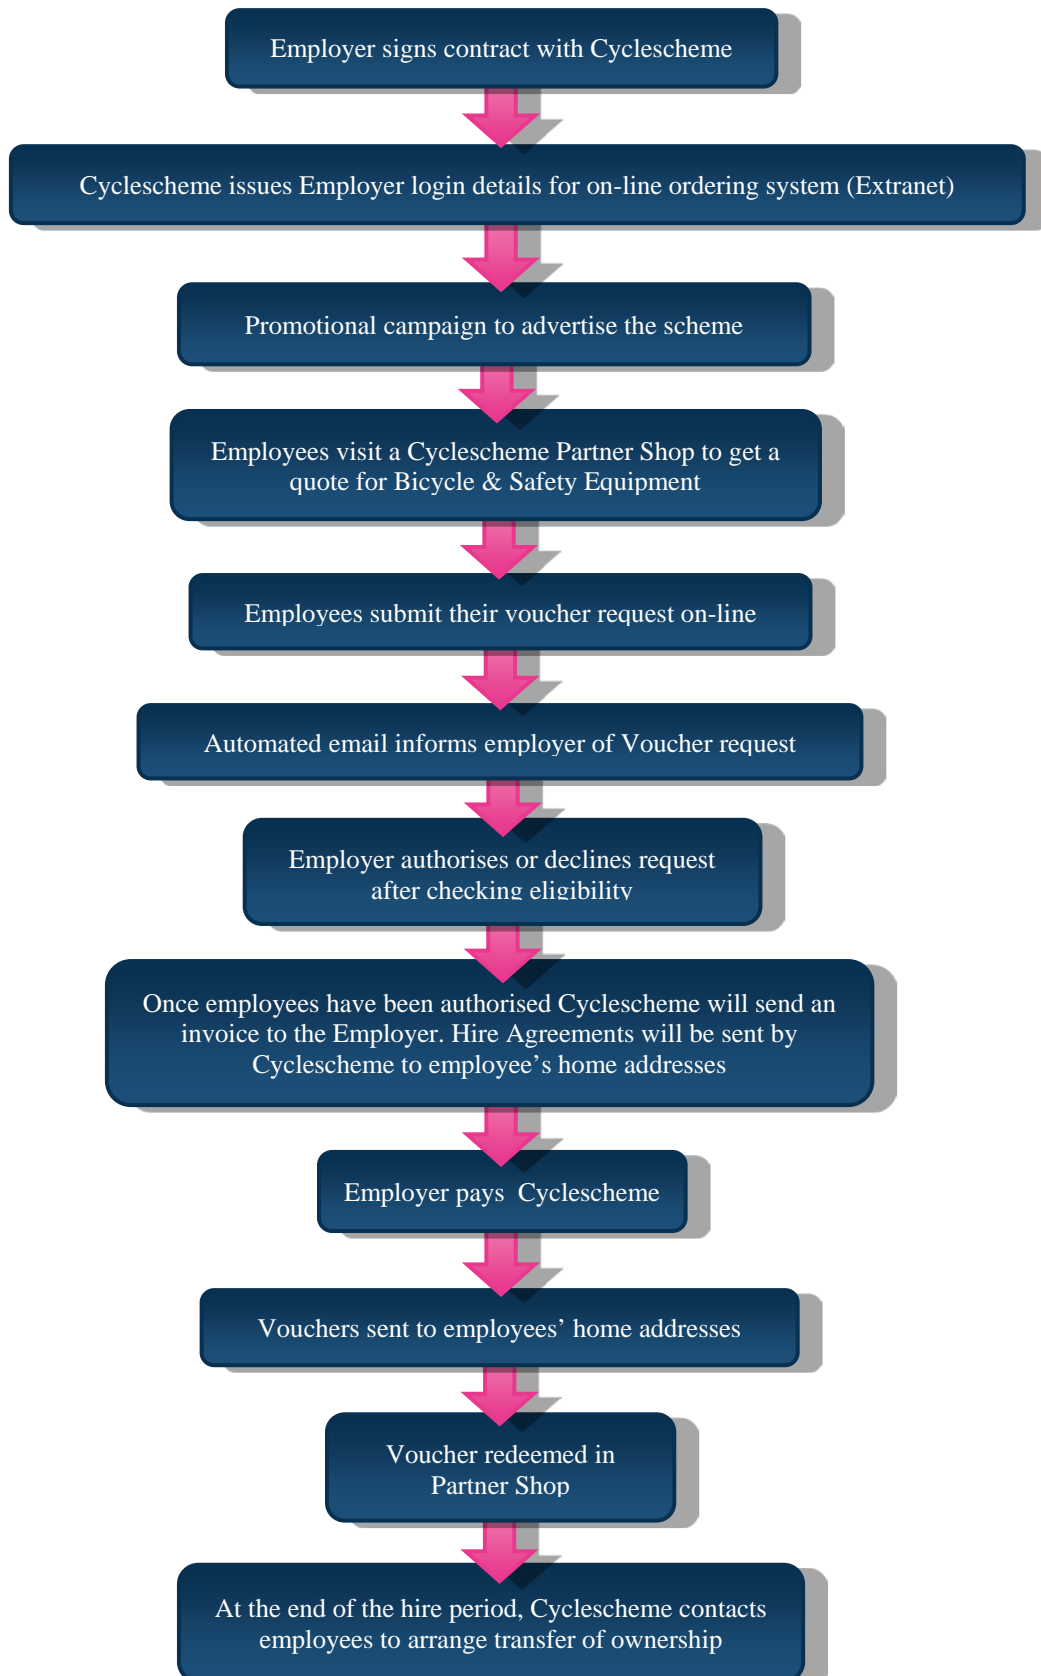 Employer signs contract with Cyclescheme
Cyclescheme issues Employer login details for on-line ordering system (Extranet)
Promotional campaign to advertise the scheme
Employees visit a Cyclescheme Partner Shop to get a
quote for Bicycle & Safety Equipment
Employees submit their voucher request on-line
Automated email informs employer of Voucher request
Employer authorises or declines request
after checking eligibility
Once employees have been authorised Cyclescheme will send an
invoice to the Employer. Hire Agreements will be sent by
Cyclescheme to employee’s home addresses
Employer pays  Cyclescheme
Vouchers sent to employees’ home addresses
Voucher redeemed in
Partner Shop
At the end of the hire period, Cyclescheme contacts
employees to arrange transfer of ownership